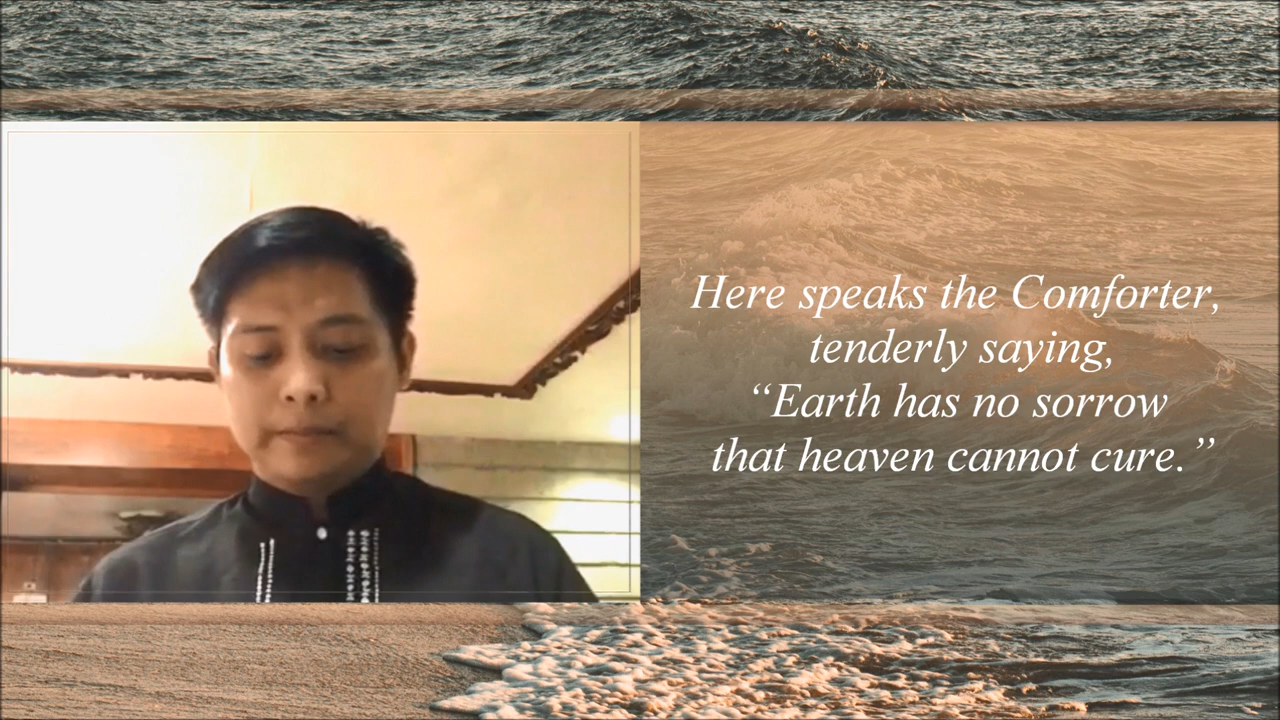 Here speaks the Comforter,
tenderly saying,
“Earth has no sorrow
that heaven cannot cure.”